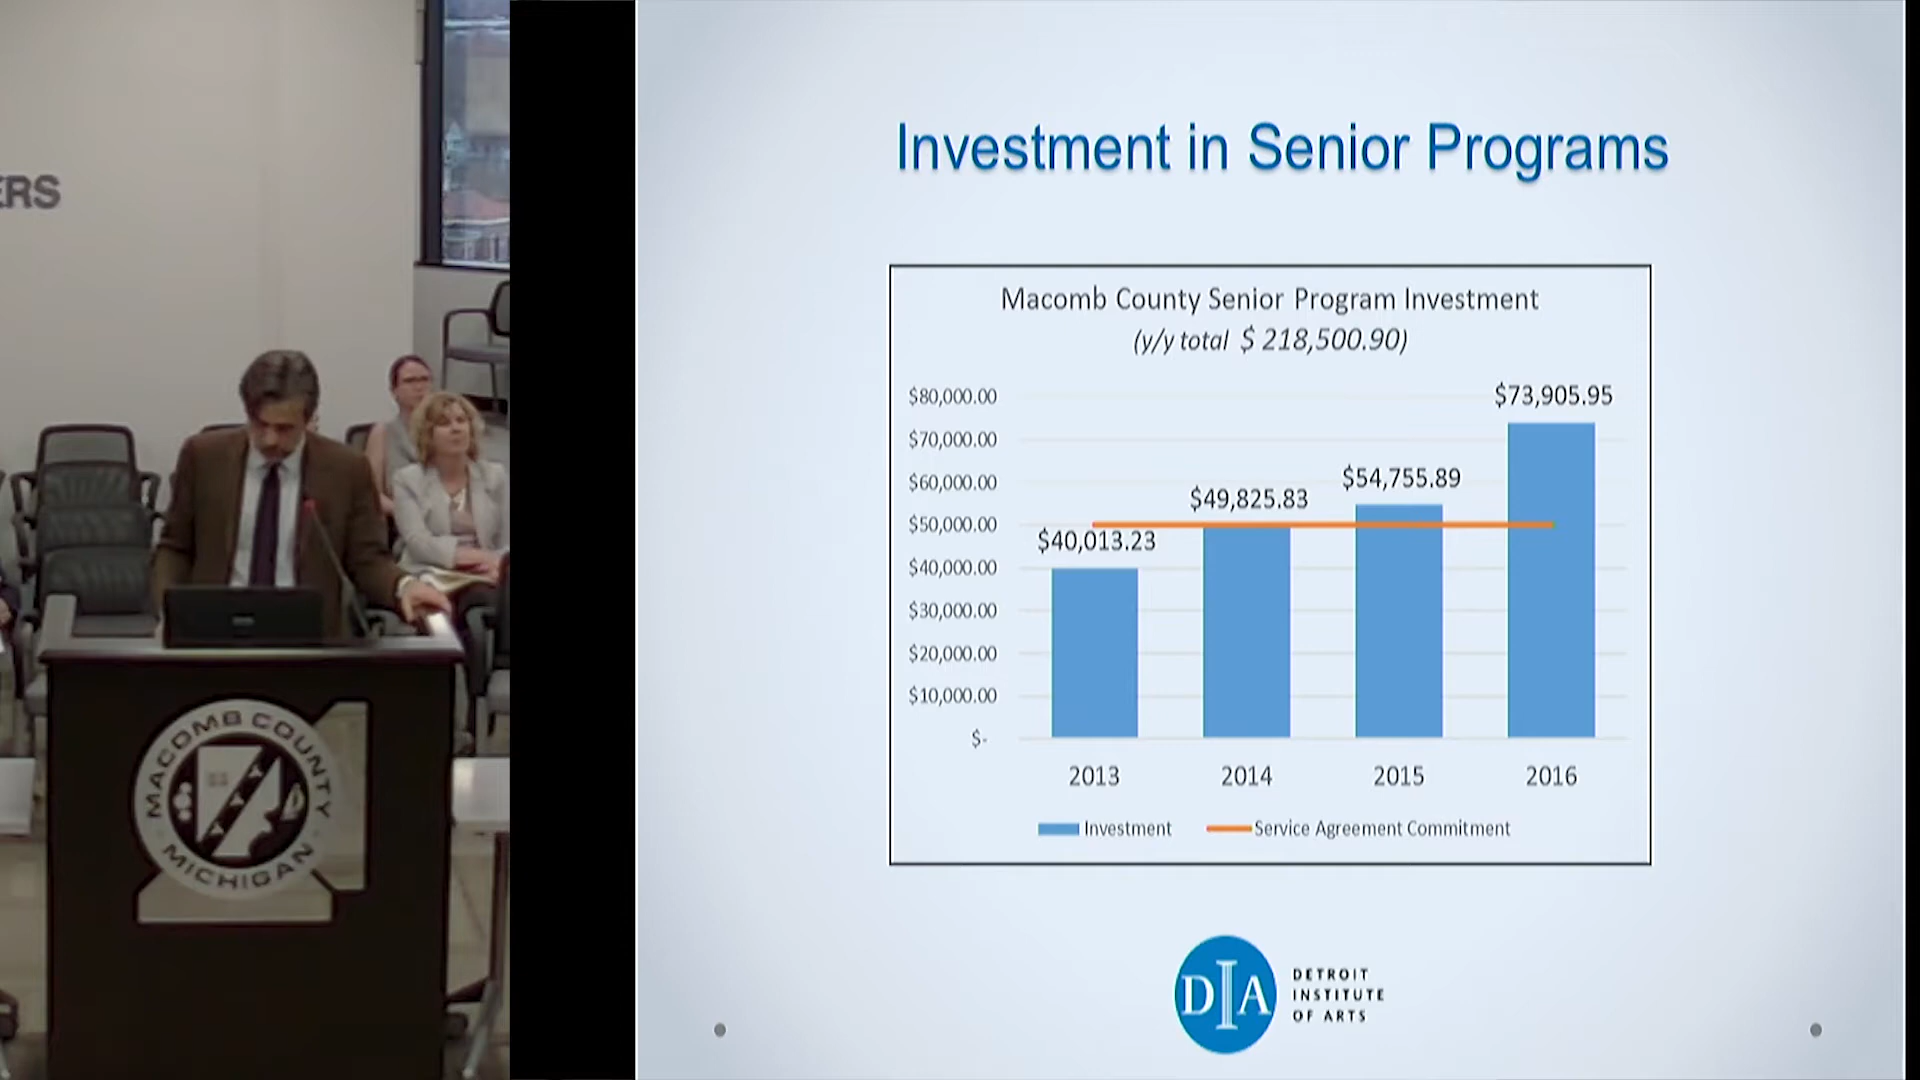 ERS
MACOMB COUNTY
MICHIGAN
Investment in Senior Programs
Macomb County Senior Program Investment
(y/y total $ 218,500.90)
$80,000.00
$70,000.00
$60,000.00
$50,000.00
$40,000.00
$30,000.00
$20,000.00
$10,000.00
$-
$40,013.23
$49,825.83
$54,755.89
$73,905.95
2013 2014 2015 2016
Investment Service Agreement Commitment
DIA
DETROIT
INSTITUTE
OF ARTS